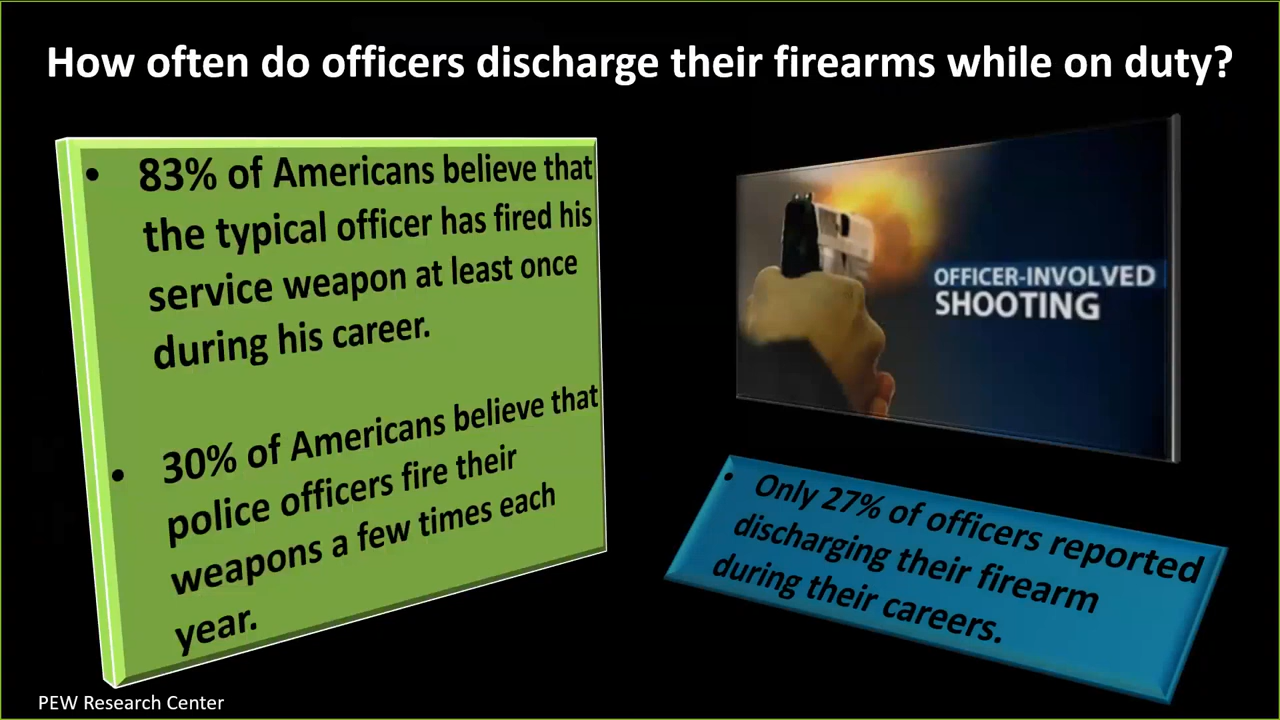 How often do officers discharge their firearms while on duty?
• 83% of Americans believe that
the typical officer has fired his
service weapon at least once
during his career.
• 30% of Americans believe that
police officers fire their
weapons a few times each
year.
OFFICER-INVOLVED
SHOOTING
• Only 27% of officers reported
discharging their firearm
during their careers.
PEW Research Center